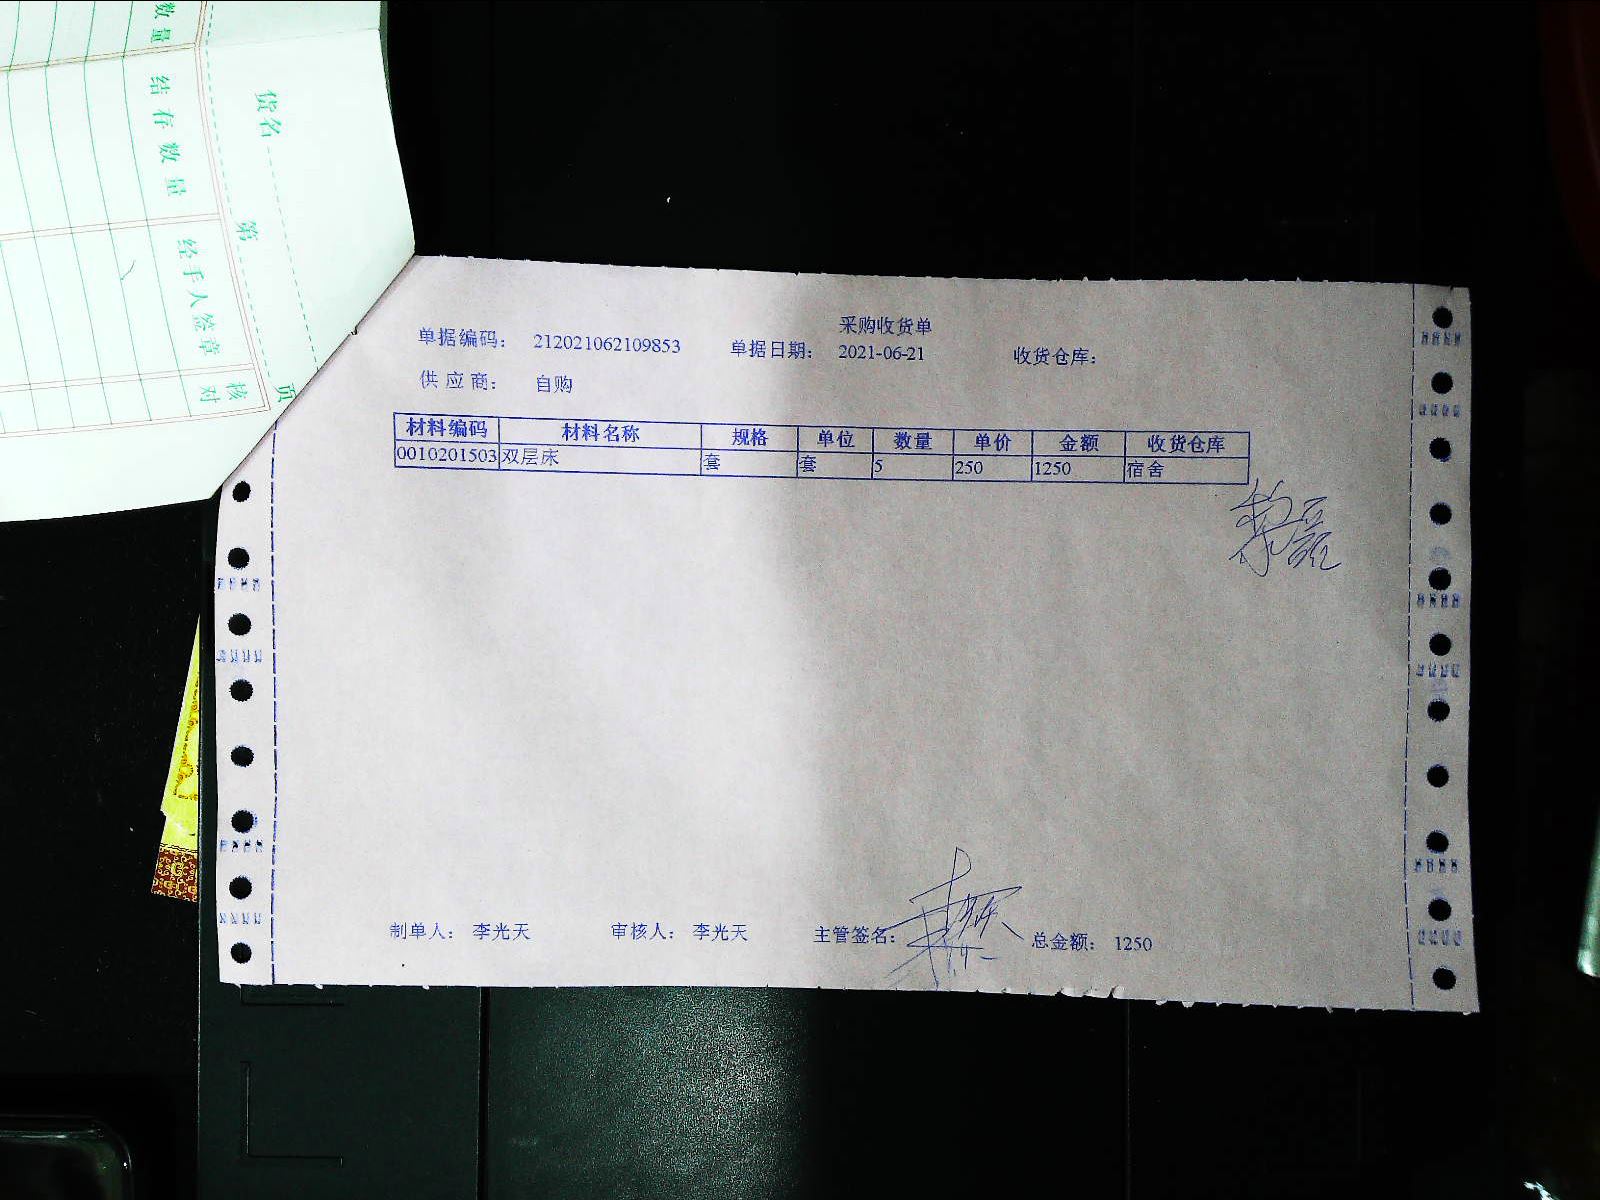 数量
结存数量
经手人签章
核对
货名
第
页
采购收货单
单据编码： 212021062109853 单据日期： 2021-06-21 收货仓库：
供应商： 自购
材料编码 材料名称 规格 单位 数量 单价 金额 收货仓库
0010201503 双层床 套 套 5 250 1250 宿舍
制单人： 李光天 审核人： 李光天 主管签名： 总金额： 1250